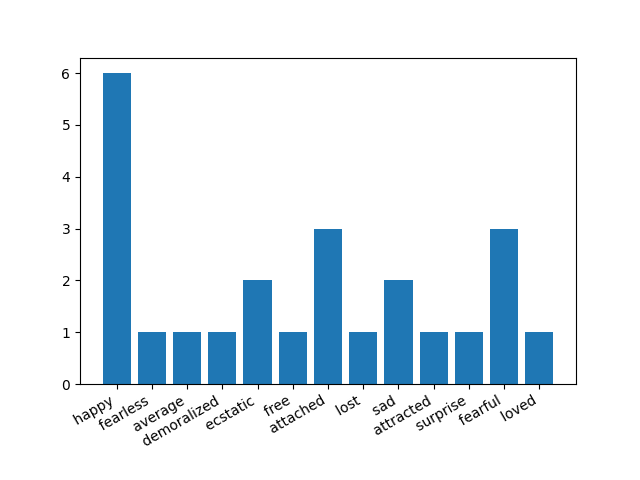 6
5
4
3
2
1
0
happy
fearless
average
demoralized
ecstatic
free
attached
lost
sad
attracted
surprise
fearful
loved